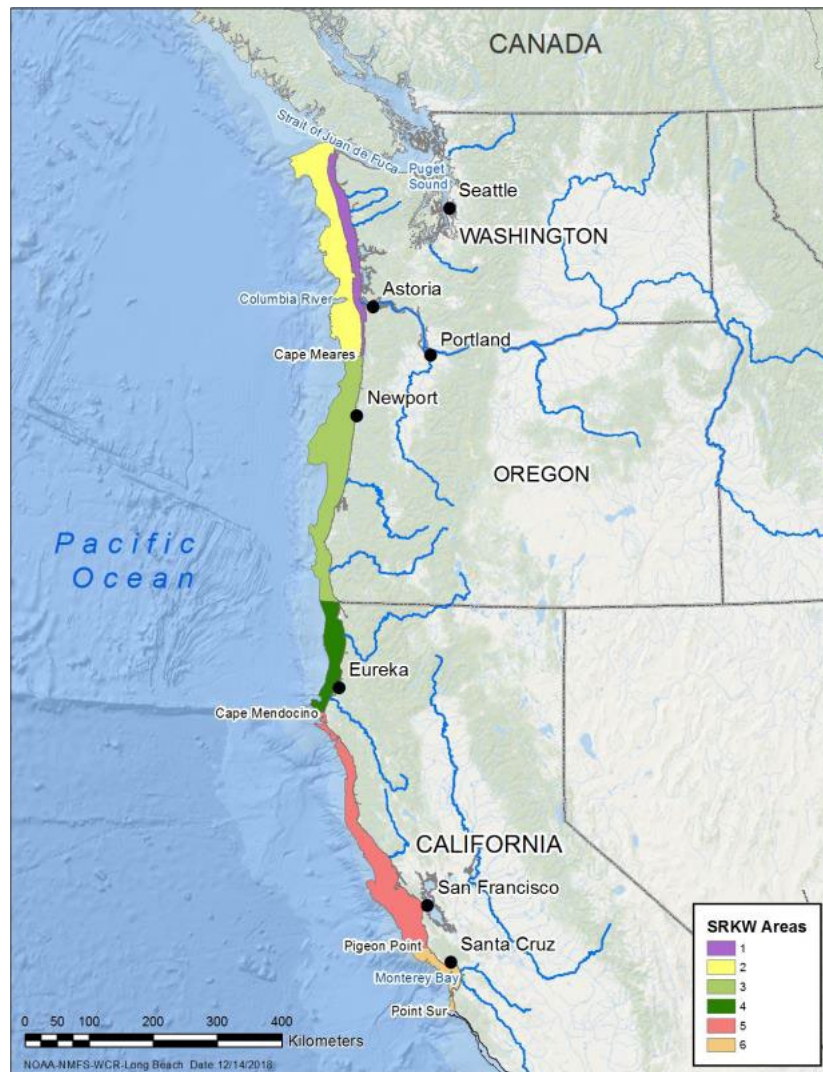 CANADA
Strait of Juan de Fuca
Puget
Sound
Seattle
WASHINGTON
Columbia River
Astoria
Portland
Cape Meares
Newport
OREGON
Pacific
Ocean
Eureka
Cape Mendocino
CALIFORNIA
San Francisco
Pigeon Point
Santa Cruz
Monterey Bay
Point Sur
SRKW Areas
1
2
3
4
5
6
0 50 100 200 300 400
Kilometers
NOAA-NMFS-WCR-Long Beach Date:12/14/2018